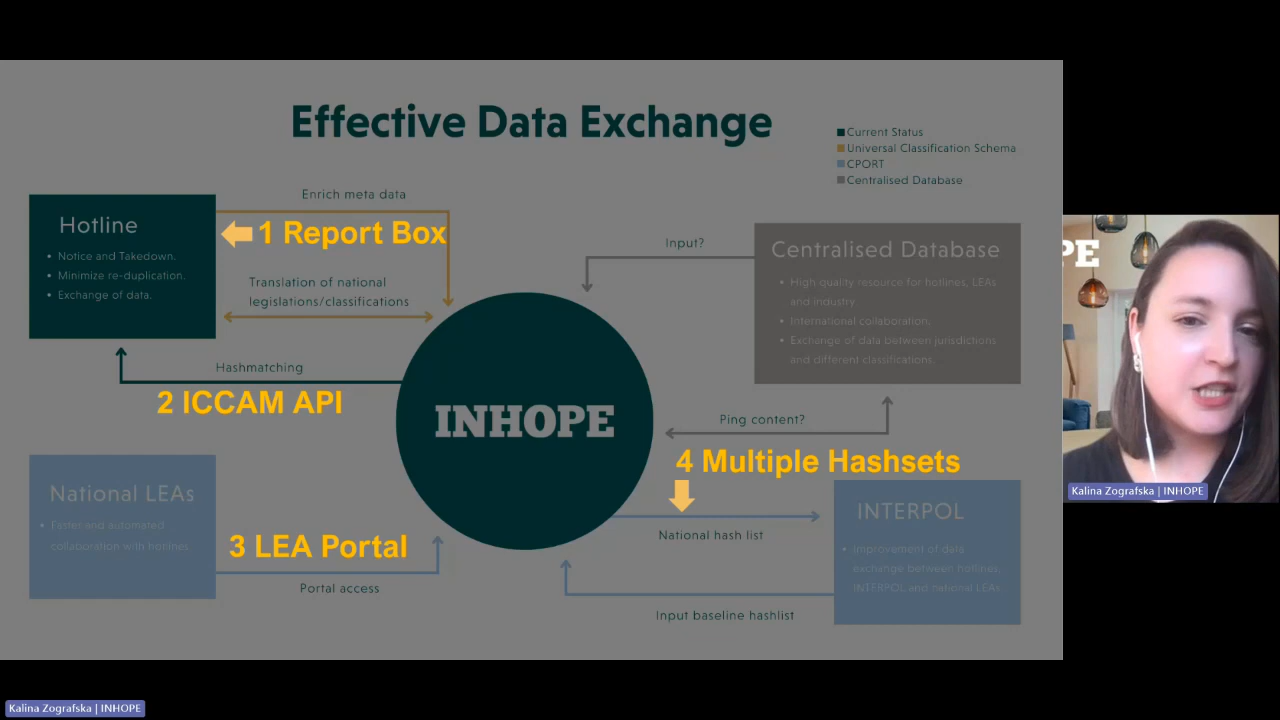 Effective Data Exchange
Current Status
Universal Classification Schema
CPORT
Centralised Database
Enrich meta data
Hotline
Notice and Takedown.
Minimize re-duplication.
Exchange of data.
1 Report Box
Translation of national
legislations/classifications
Hashmatching
2 ICCAM API
INHOPE
Input?
Centralised Database
High quality resource for hotlines, LEAs
and industry
International collaboration.
Exchange of data between jurisdictions
and different classifications.
Ping content?
4 Multiple Hashsets
National LEAs
Faster and automated
collaboration with hotlines
3 LEA Portal
Portal access
National hash list
INTERPOL
Improvement of data
exchange between hotlines,
INTERPOL and national LEAs
Input baseline hashlist
PE
Kalina Zografska | INHOPE
Kalina Zografska | INHOPE